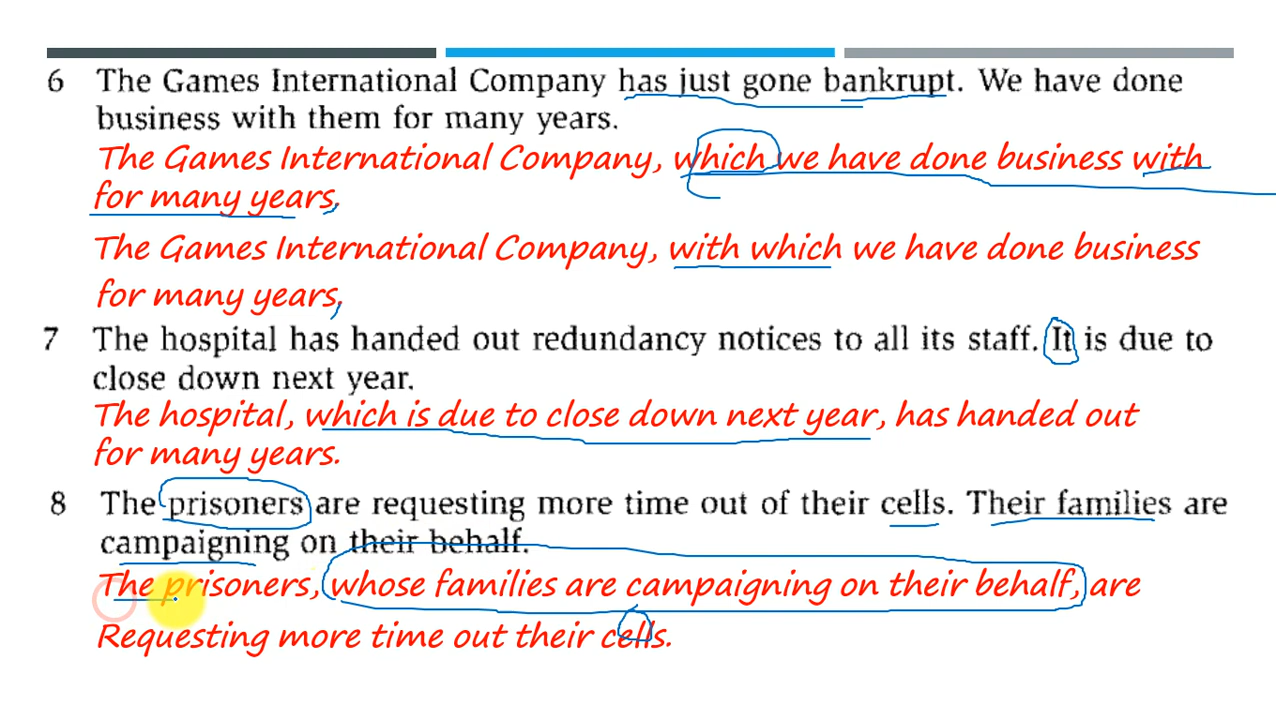 6 The Games International Company has just gone bankrupt. We have done
business with them for many years.
The Games International Company, which we have done business with
for many years,
The Games International Company, with which we have done business
for many years,
7 The hospital has handed out redundancy notices to all its staff. It is due to
close down next year.
The hospital, which is due to close down next year, has handed out
for many years.
8 The prisoners are requesting more time out of their cells. Their families are
campaigning on their behalf.
The prisoners, whose families are campaigning on their behalf, are
Requesting more time out their cells.